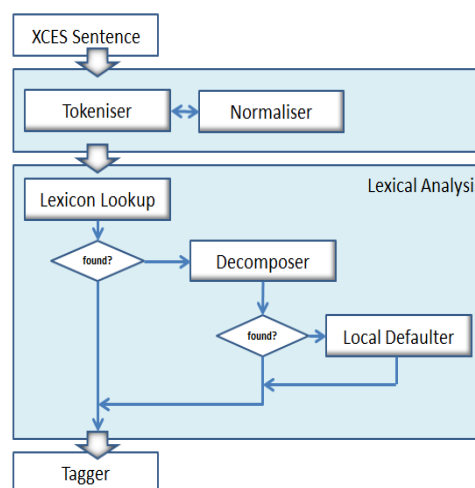 XCES Sentence
Tokeniser
Normaliser
Lexical Analysi
Lexicon Lookup
found?
Decomposer
found?
Local Defaulter
Tagger